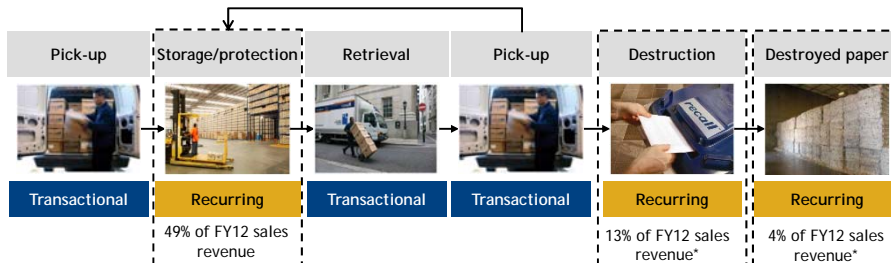 Pick-up
Storage/protection
Retrieval
Pick-up
Destruction
Destroyed paper
recall
Transactional
Recurring
Transactional
Transactional
Recurring
Recurring
49% of FY12 sales
revenue
13% of FY12 sales
revenue*
4% of FY12 sales
revenue*